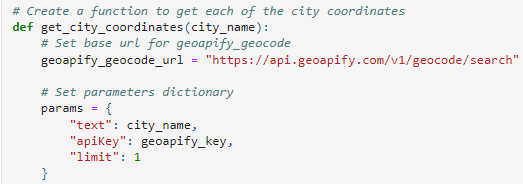 # Create a function to get each of the city coordinates
def get_city_coordinates(city_name):
    # Set base url for geoapify_geocode
    geoapify_geocode_url = "https://api.geoapify.com/v1/geocode/search"

    # Set parameters dictionary
    params = {
        "text": city_name,
        "apiKey": geoapify_key,
        "limit": 1
    }